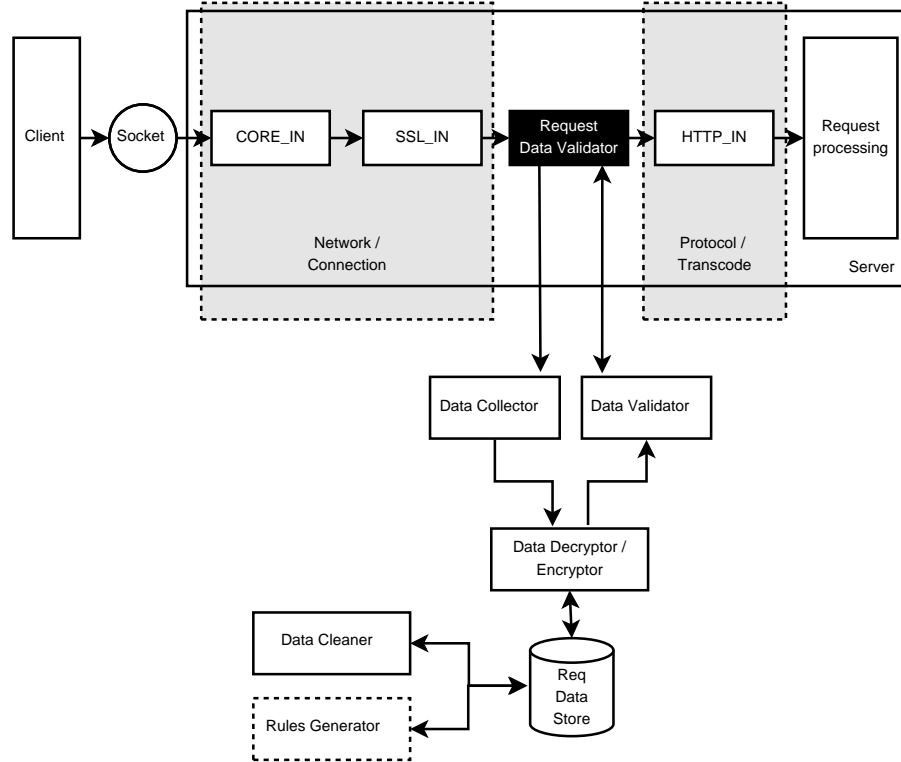 Client
Socket
CORE_IN
SSL_IN
Request
Data Validator
HTTP_IN
Request
processing
Network /
Connection
Protocol /
Transcode
Server
Data Collector
Data Validator
Data Decryptor /
Encryptor
Data Cleaner
Req
Data
Store
Rules Generator